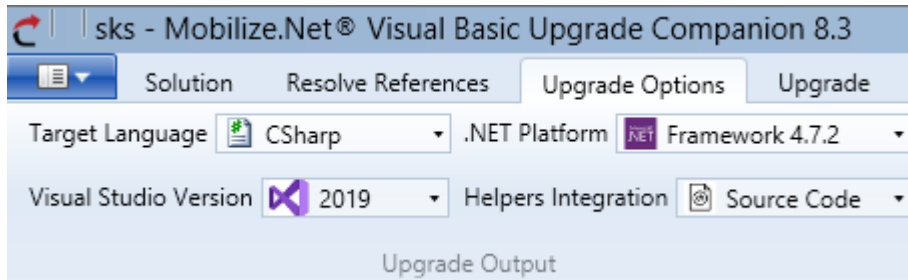 sks - Mobilize.Net® Visual Basic Upgrade Companion 8.3
Solution Resolve References Upgrade Options Upgrade
Target Language CSharp .NET Platform .NET Framework 4.7.2
Visual Studio Version 2019 Helpers Integration Source Code
Upgrade Output